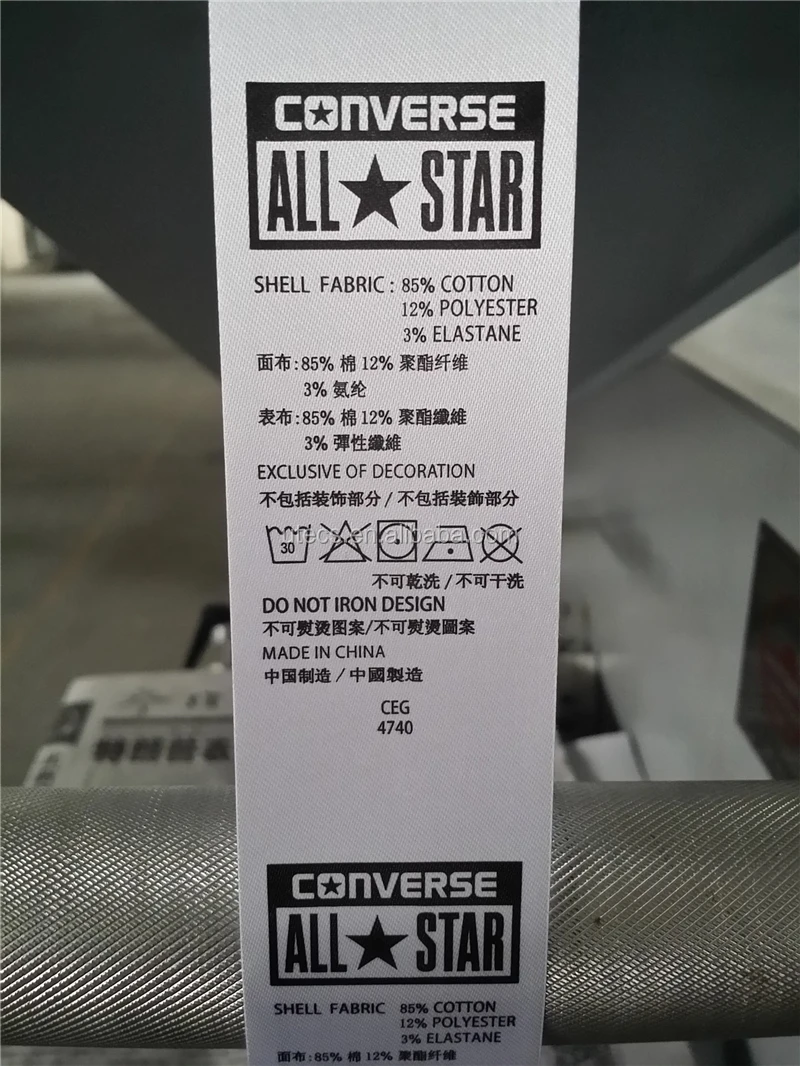 CONVERSE
ALL★STAR
SHELL FABRIC : 85% COTTON
12% POLYESTER
3% ELASTANE
面布:85% 棉 12% 聚酯纤维
3% 氨纶
表布:85% 棉 12% 聚酯纖維
3% 彈性纖維
EXCLUSIVE OF DECORATION
不包括装饰部分 / 不包括裝飾部分
30
不可乾洗 / 不可干洗
DO NOT IRON DESIGN
不可熨烫图案/不可熨燙圖案
MADE IN CHINA
中国制造 / 中國製造
CEG
4740
CONVERSE
ALL★STAR
SHELL FABRIC 85% COTTON
12% POLYESTER
3% ELASTANE
面布:85% 棉 12% 聚酯纤维